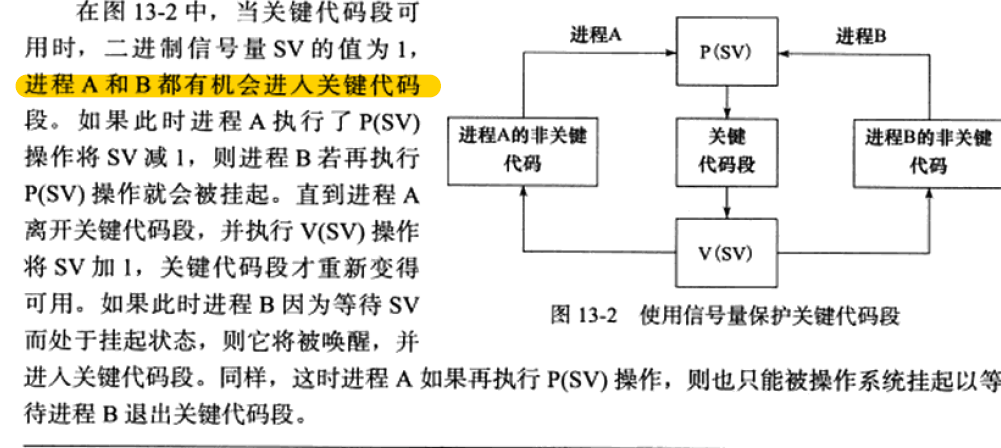 在图 13-2 中，当关键代码段可
用时，二进制信号量 SV 的值为 1，
进程 A 和 B 都有机会进入关键代码
段。如果此时进程 A 执行了 P(SV)
操作将 SV 减 1，则进程 B 若再执行
P(SV) 操作就会被挂起。直到进程 A
离开关键代码段，并执行 V(SV) 操作
将 SV 加 1，关键代码段才重新变得
可用。如果此时进程 B 因为等待 SV
而处于挂起状态，则它将被唤醒，并
进入关键代码段。同样，这时进程 A 如果再执行 P(SV) 操作，则也只能被操作系统挂起以等
待进程 B 退出关键代码段。
进程A
P(SV)
进程B
进程A的非关键
代码
关键
代码段
进程B的非关键
代码
V(SV)
图 13-2 使用信号量保护关键代码段